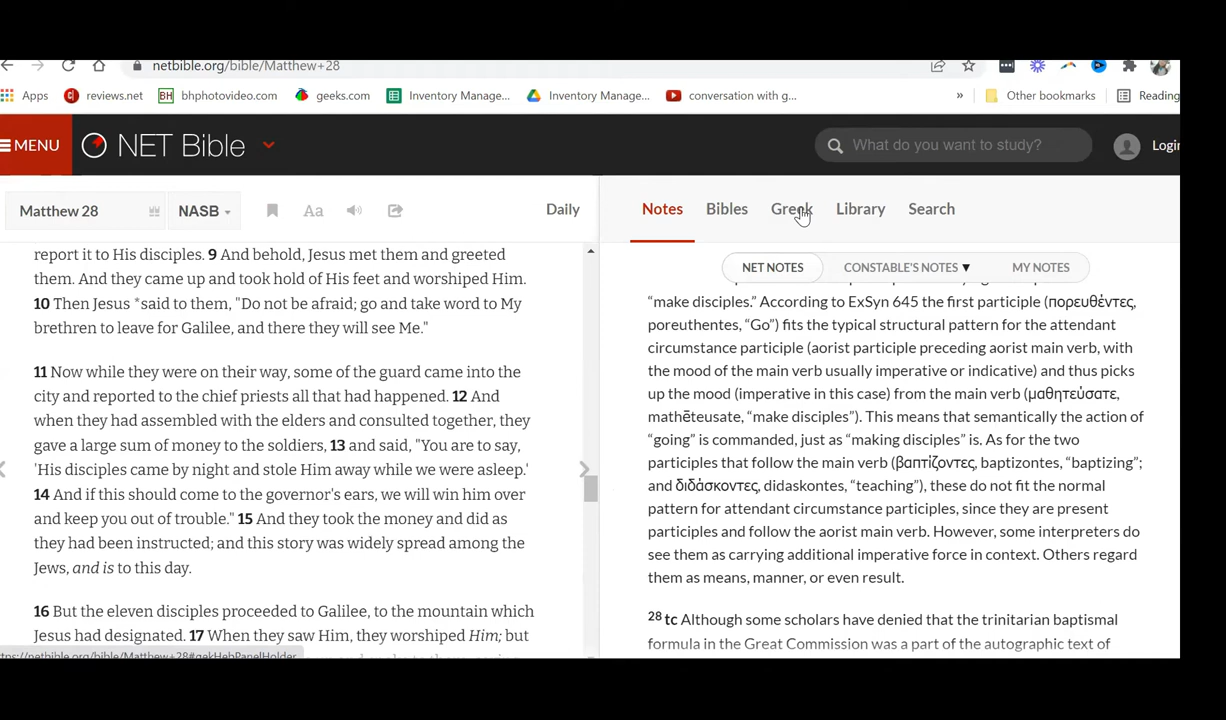 netbible.org/bible/Matthew+28
Apps reviews.net bhphotovideo.com geeks.com Inventory Manage... Inventory Manage... conversation with g... » Other bookmarks Reading
MENU NET Bible What do you want to study? Login
Matthew 28 NASB Aa Daily
report it to His disciples. 9 And behold, Jesus met them and greeted
them. And they came up and took hold of His feet and worshiped Him.
10 Then Jesus *said to them, "Do not be afraid; go and take word to My
brethren to leave for Galilee, and there they will see Me."
11 Now while they were on their way, some of the guard came into the
city and reported to the chief priests all that had happened. 12 And
when they had assembled with the elders and consulted together, they
gave a large sum of money to the soldiers, 13 and said, "You are to say,
'His disciples came by night and stole Him away while we were asleep.'
14 And if this should come to the governor's ears, we will win him over
and keep you out of trouble." 15 And they took the money and did as
they had been instructed; and this story was widely spread among the
Jews, and is to this day.
16 But the eleven disciples proceeded to Galilee, to the mountain which
Jesus had designated. 17 When they saw Him, they worshiped Him; but
Notes Bibles Greek Library Search
NET NOTES CONSTABLE'S NOTES ▼ MY NOTES
“make disciples.” According to ExSyn 645 the first participle (πορευθέντες,
poreuthentes, “Go”) fits the typical structural pattern for the attendant
circumstance participle (aorist participle preceding aorist main verb, with
the mood of the main verb usually imperative or indicative) and thus picks
up the mood (imperative in this case) from the main verb (μαθητεύσατε,
mathēteusate, “make disciples”). This means that semantically the action of
“going” is commanded, just as “making disciples” is. As for the two
participles that follow the main verb (βαπτίζοντες, baptizontes, “baptizing”;
and διδάσκοντες, didaskontes, “teaching”), these do not fit the normal
pattern for attendant circumstance participles, since they are present
participles and follow the aorist main verb. However, some interpreters do
see them as carrying additional imperative force in context. Others regard
them as means, manner, or even result.
28 tc Although some scholars have denied that the trinitarian baptismal
formula in the Great Commission was a part of the autographic text of
tns://netbible.org/bible/Matthew+28#gekHebPanelHolder